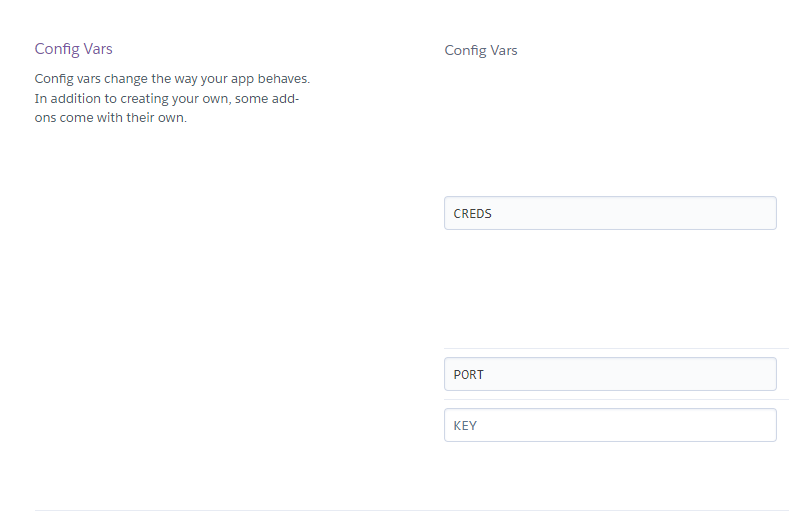 Config Vars
Config vars change the way your app behaves.
In addition to creating your own, some add-
ons come with their own.
Config Vars
CREDS
PORT
KEY